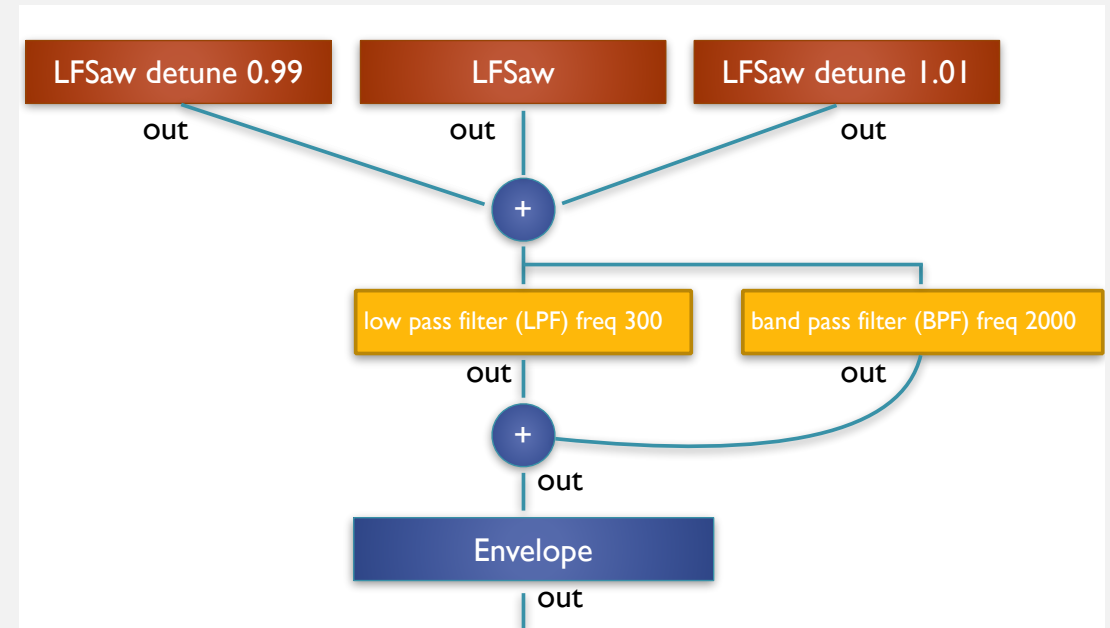 LFSaw detune 0.99
LFSaw
LFSaw detune 1.01
out
out
out
+
low pass filter (LPF) freq 300
band pass filter (BPF) freq 2000
out
out
+
out
Envelope
out